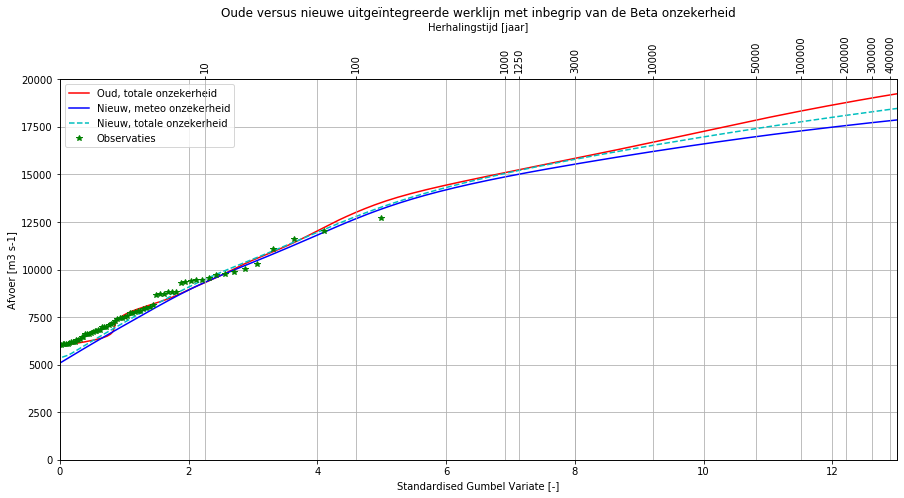 Oude versus nieuwe uitgeïntegreerde werklijn met inbegrip van de Beta onzekerheid
Herhalingstijd [jaar]
10 100 1000 1250 3000 10000 50000 100000 200000 300000 400000
Oud, totale onzekerheid
Nieuw, meteo onzekerheid
Nieuw, totale onzekerheid
Observaties
20000
17500
15000
12500
10000
7500
5000
2500
0
Afvoer [m3 s-1]
0 2 4 6 8 10 12
Standardised Gumbel Variate [-]